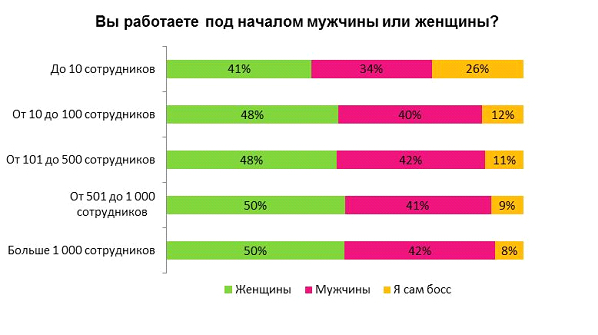 Вы работаете под началом мужчины или женщины?
До 10 сотрудников
41% 34% 26%
От 10 до 100 сотрудников
48% 40% 12%
От 101 до 500 сотрудников
48% 42% 11%
От 501 до 1 000
сотрудников
50% 41% 9%
Больше 1 000 сотрудников
50% 42% 8%
Женщины Мужчины Я сам босс